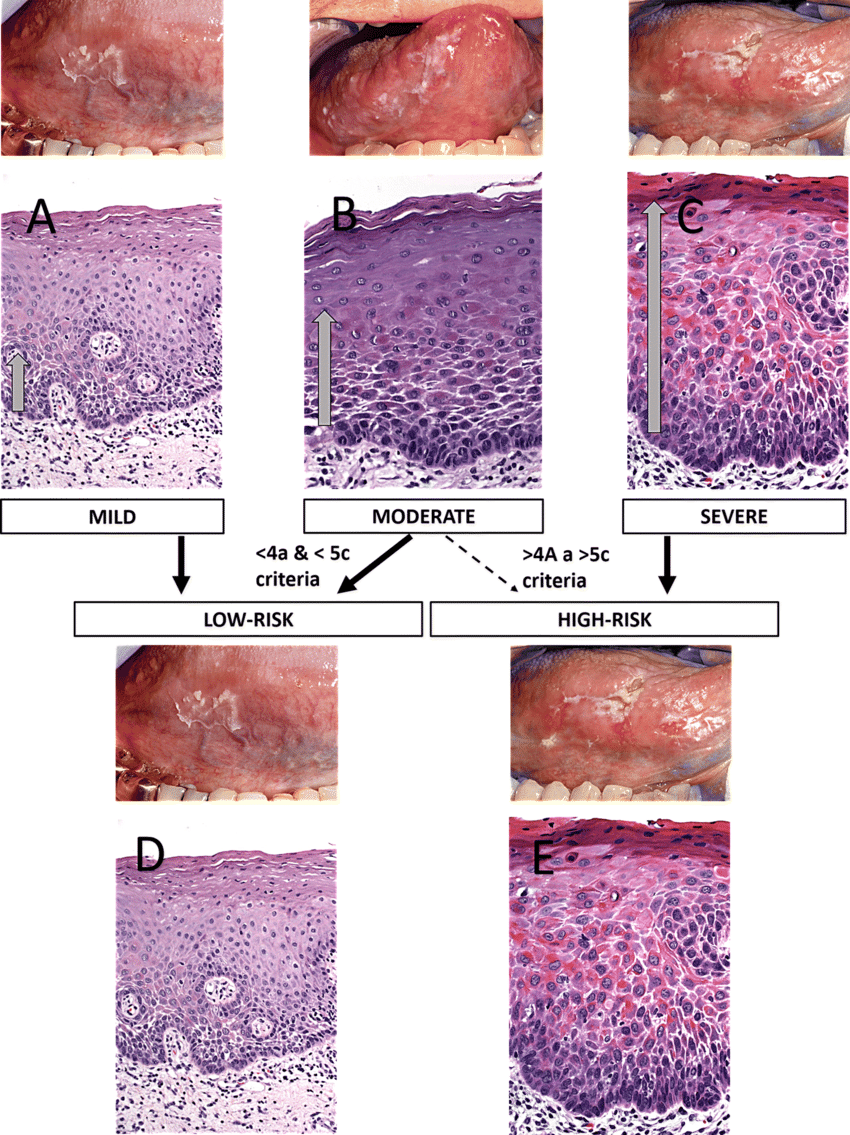 A
B
C
MILD
MODERATE
SEVERE
<4a & < 5c
criteria
>4A a >5c
criteria
LOW-RISK
HIGH-RISK
D
E